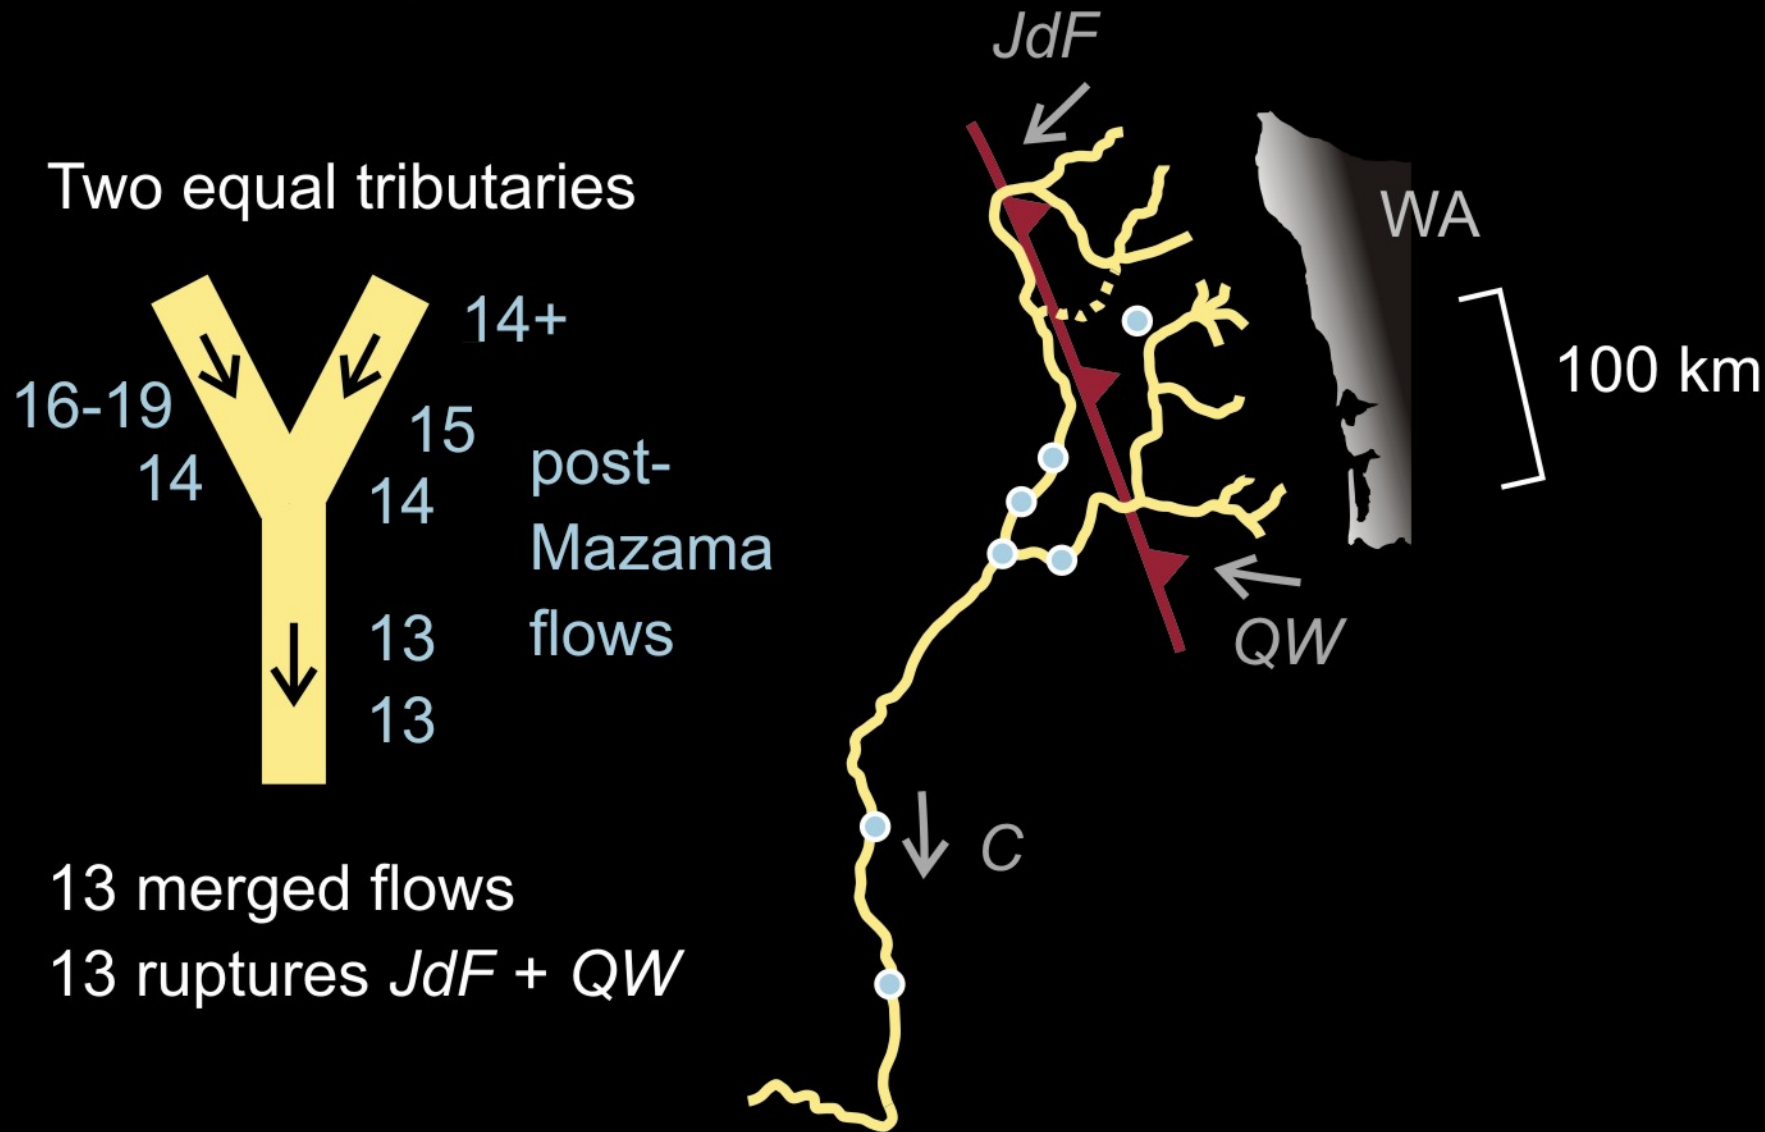 Two equal tributaries
14+
16-19
15
14
14
post-
Mazama
flows
13
13
13 merged flows
13 ruptures JdF + QW
JdF
WA
100 km
QW
C